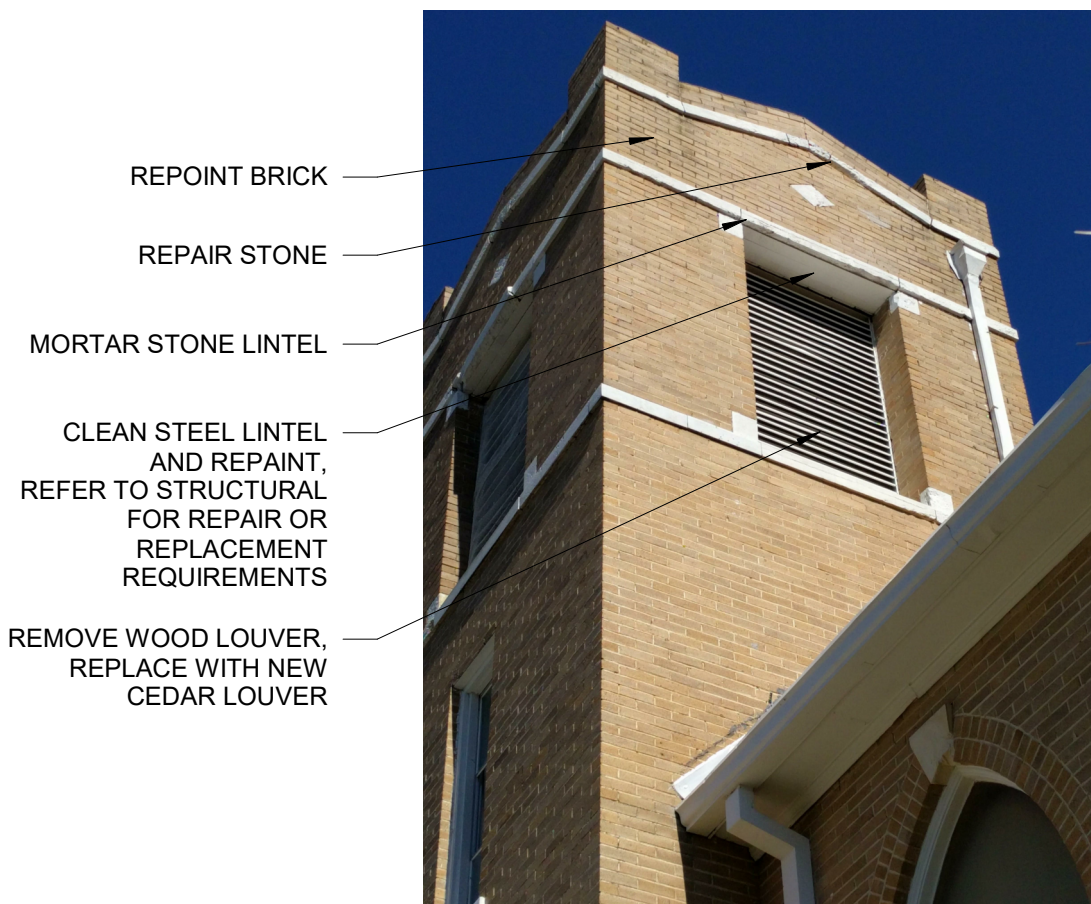 REPOINT BRICK
REPAIR STONE
MORTAR STONE LINTEL
CLEAN STEEL LINTEL
AND REPAINT,
REFER TO STRUCTURAL
FOR REPAIR OR
REPLACEMENT
REQUIREMENTS
REMOVE WOOD LOUVER,
REPLACE WITH NEW
CEDAR LOUVER